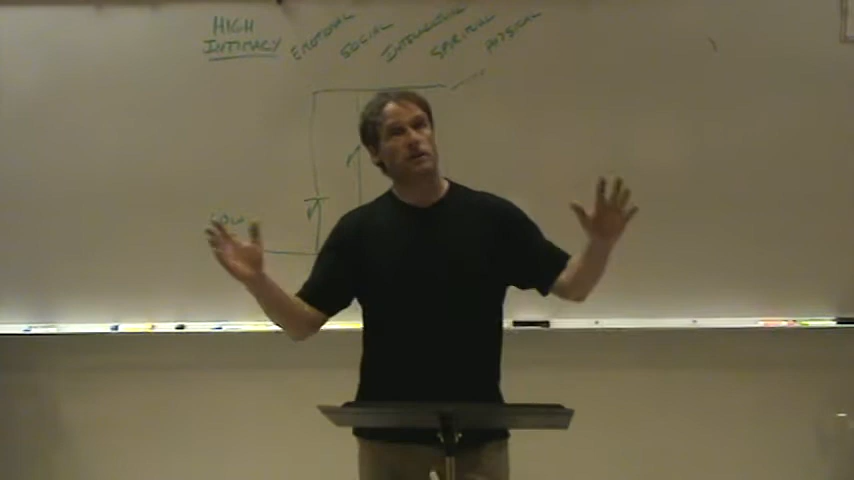 HIGH
INTIMACY
EMOTIONAL
SOCIAL
INTELLECTUAL
SPIRITUAL
PHYSICAL
LOW